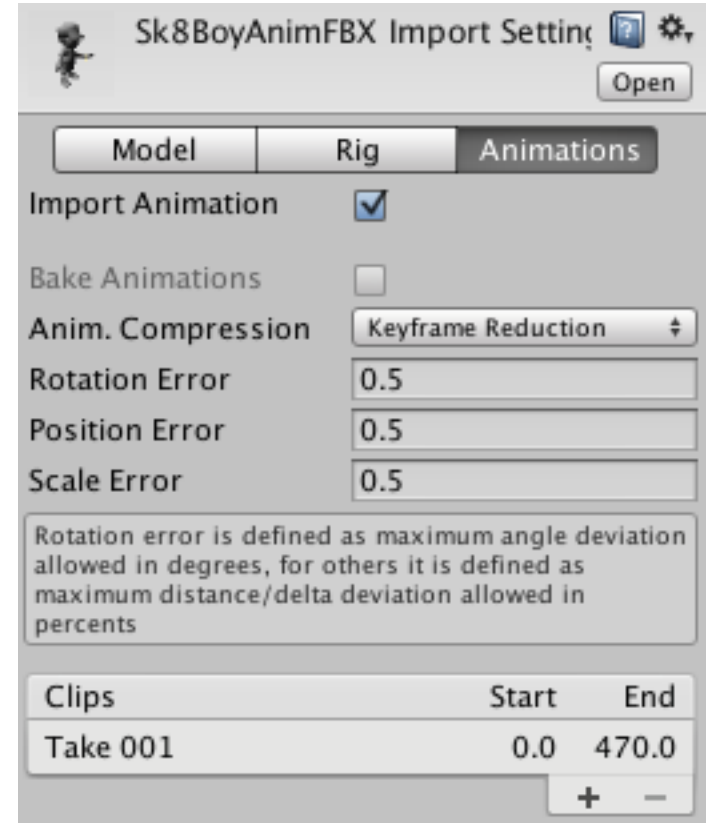 Sk8BoyAnimFBX Import Setting
Open
Model Rig Animations
Import Animation
Bake Animations
Anim. Compression Keyframe Reduction
Rotation Error 0.5
Position Error 0.5
Scale Error 0.5
Rotation error is defined as maximum angle deviation
allowed in degrees, for others it is defined as
maximum distance/delta deviation allowed in
percents
Clips Start End
Take 001 0.0 470.0
+ −